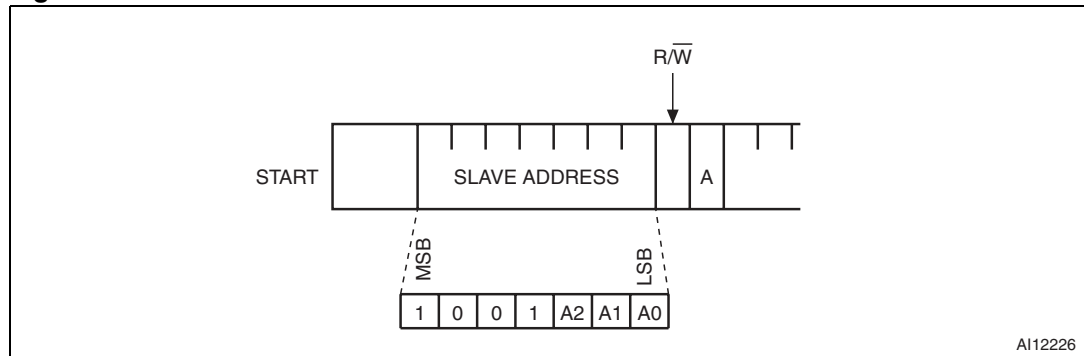 R/W̅
START
SLAVE ADDRESS
A
MSB
LSB
1 0 0 1 A2 A1 A0
AI12226